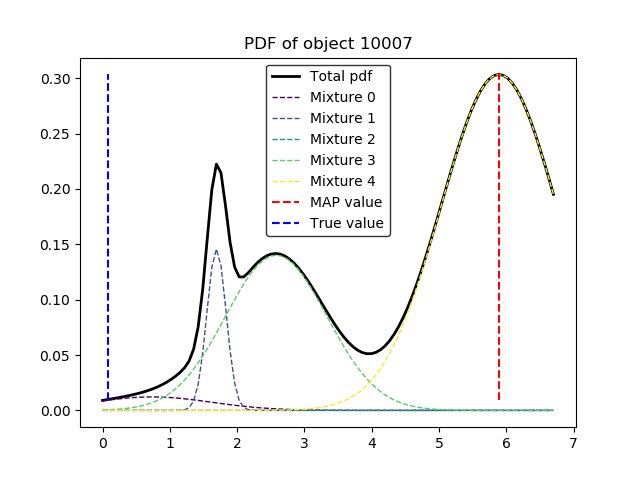 PDF of object 10007
0.30
0.25
0.20
0.15
0.10
0.05
0.00
Total pdf
Mixture 0
Mixture 1
Mixture 2
Mixture 3
Mixture 4
MAP value
True value
0 1 2 3 4 5 6 7